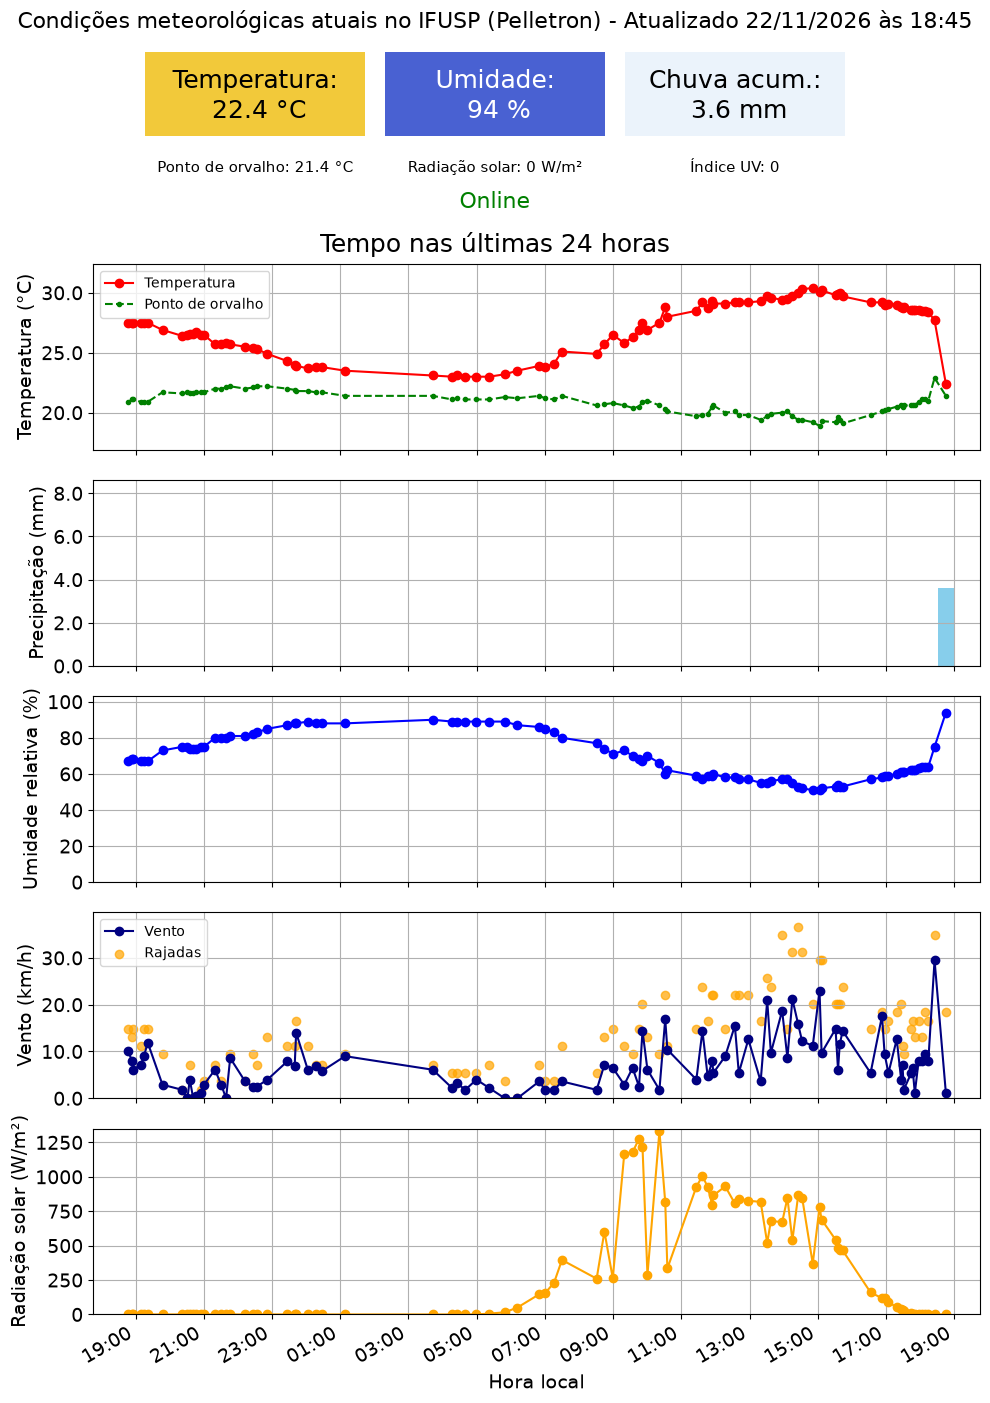 Condições meteorológicas atuais no IFUSP (Pelletron) - Atualizado 22/11/2026 às 18:45
Temperatura:
22.4 °C
Umidade:
94 %
Chuva acum.:
3.6 mm
Ponto de orvalho: 21.4 °C
Radiação solar: 0 W/m²
Índice UV: 0
Online
Tempo nas últimas 24 horas
Temperatura (°C)
30.0
25.0
20.0
Temperatura
Ponto de orvalho
Precipitação (mm)
8.0
6.0
4.0
2.0
0.0
Umidade relativa (%)
100
80
60
40
20
0
Vento (km/h)
30.0
20.0
10.0
0.0
Vento
Rajadas
Radiação solar (W/m²)
1250
1000
750
500
250
0
19:00
21:00
23:00
01:00
03:00
05:00
07:00
09:00
11:00
13:00
15:00
17:00
19:00
Hora local